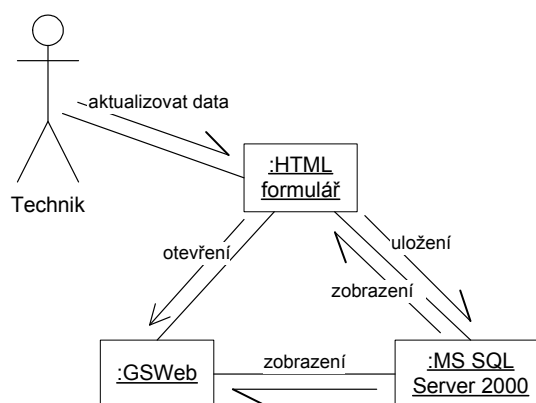 aktualizovat data
:HTML
formulář
Technik
otevření
uložení
zobrazení
:GSWeb
zobrazení
:MS SQL
Server 2000